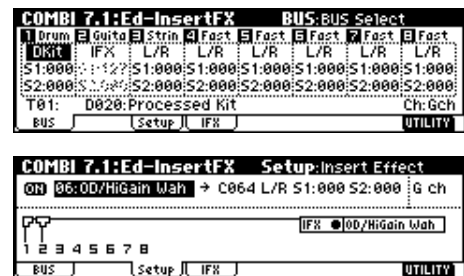 COMBI 7.1:Ed-InsertFX BUS:BUS Select
1 Drum 2 Guita 3 Strin 4 Fast 5 Fast 6 Fast 7 Fast 8 Fast
DKit IFX L/R L/R L/R L/R L/R L/R
S1:000 S1:127 S1:000 S1:000 S1:000 S1:000 S1:000 S1:000
S2:000 S2:000 S2:000 S2:000 S2:000 S2:000 S2:000
T01: D020:Processed Kit Ch:Gch
BUS Setup IFX UTILITY
COMBI 7.1:Ed-InsertFX Setup:Insert Effect
ON 06:OD/HiGain Wah → C064 L/R S1:000 S2:000 G ch
IFX ●OD/HiGain Wah
1 2 3 4 5 6 7 8
BUS Setup IFX UTILITY